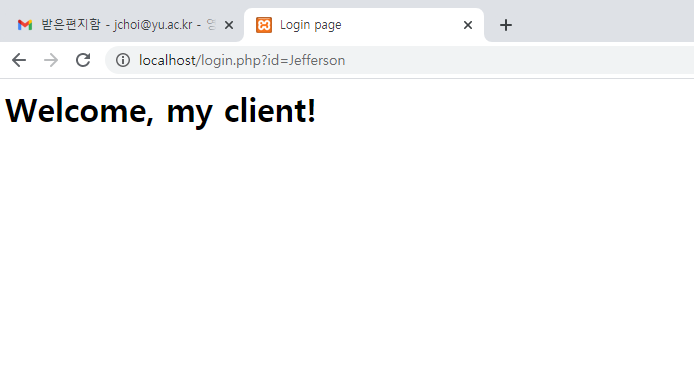 받은편지함 - jchoi@yu.ac.kr -
Login page
localhost/login.php?id=Jefferson
Welcome, my client!